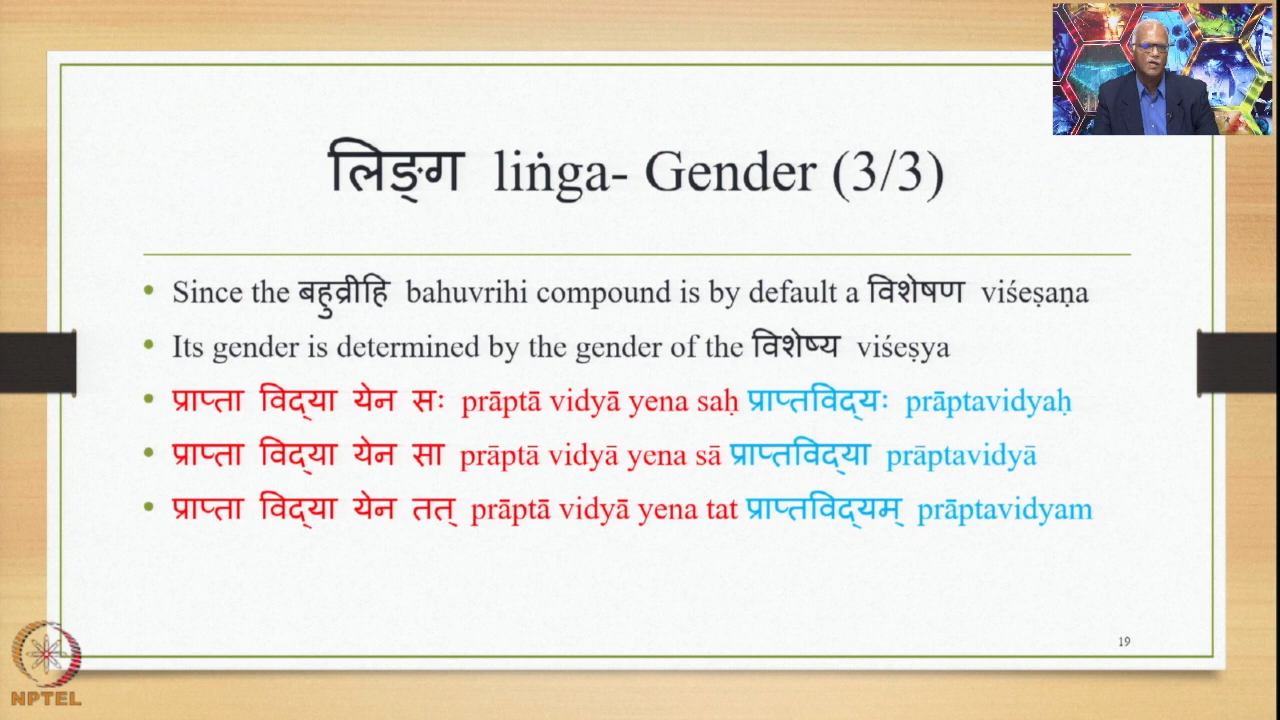 लिङ्ग liṅga- Gender (3/3)
• Since the बहुव्रीहि bahuvrihi compound is by default a विशेषण viśeṣaṇa
• Its gender is determined by the gender of the विशेष्य viśeṣya
• प्राप्ता विद्या येन सः prāptā vidyā yena saḥ प्राप्तविद्यः prāptavidyaḥ
• प्राप्ता विद्या येन सा prāptā vidyā yena sā प्राप्तविद्या prāptavidyā
• प्राप्ता विद्या येन तत् prāptā vidyā yena tat प्राप्तविद्यम् prāptavidyam
19
NPTEL